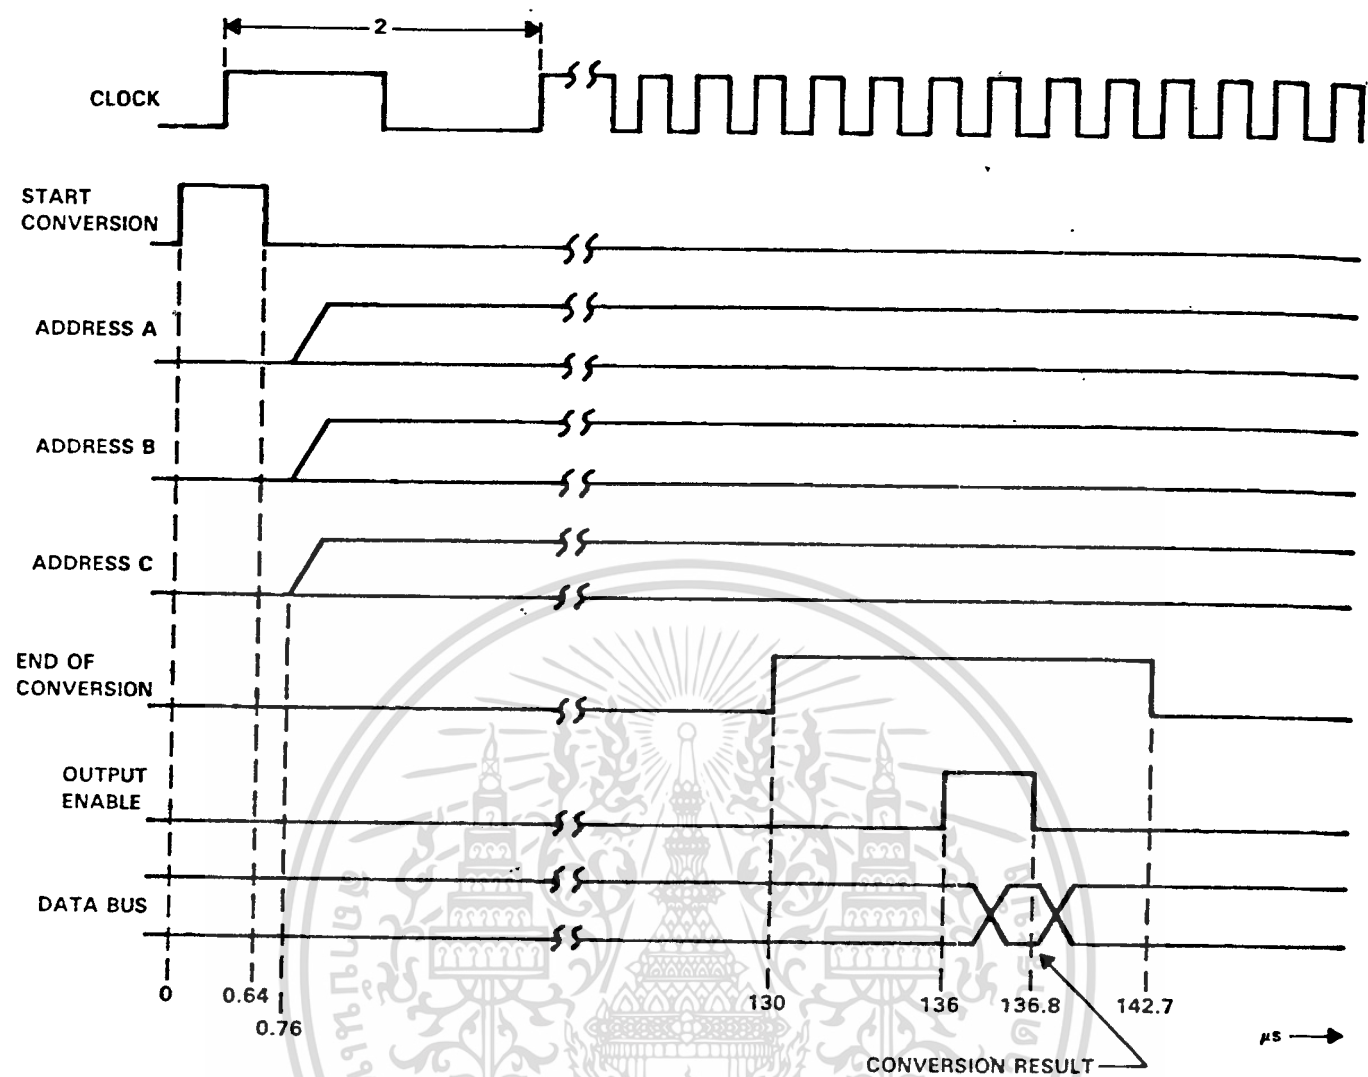 2
CLOCK
START
CONVERSION
ADDRESS A
ADDRESS B
ADDRESS C
END OF
CONVERSION
OUTPUT
ENABLE
DATA BUS
0
0.64
0.76
130
136
136.8
142.7
µs
CONVERSION RESULT